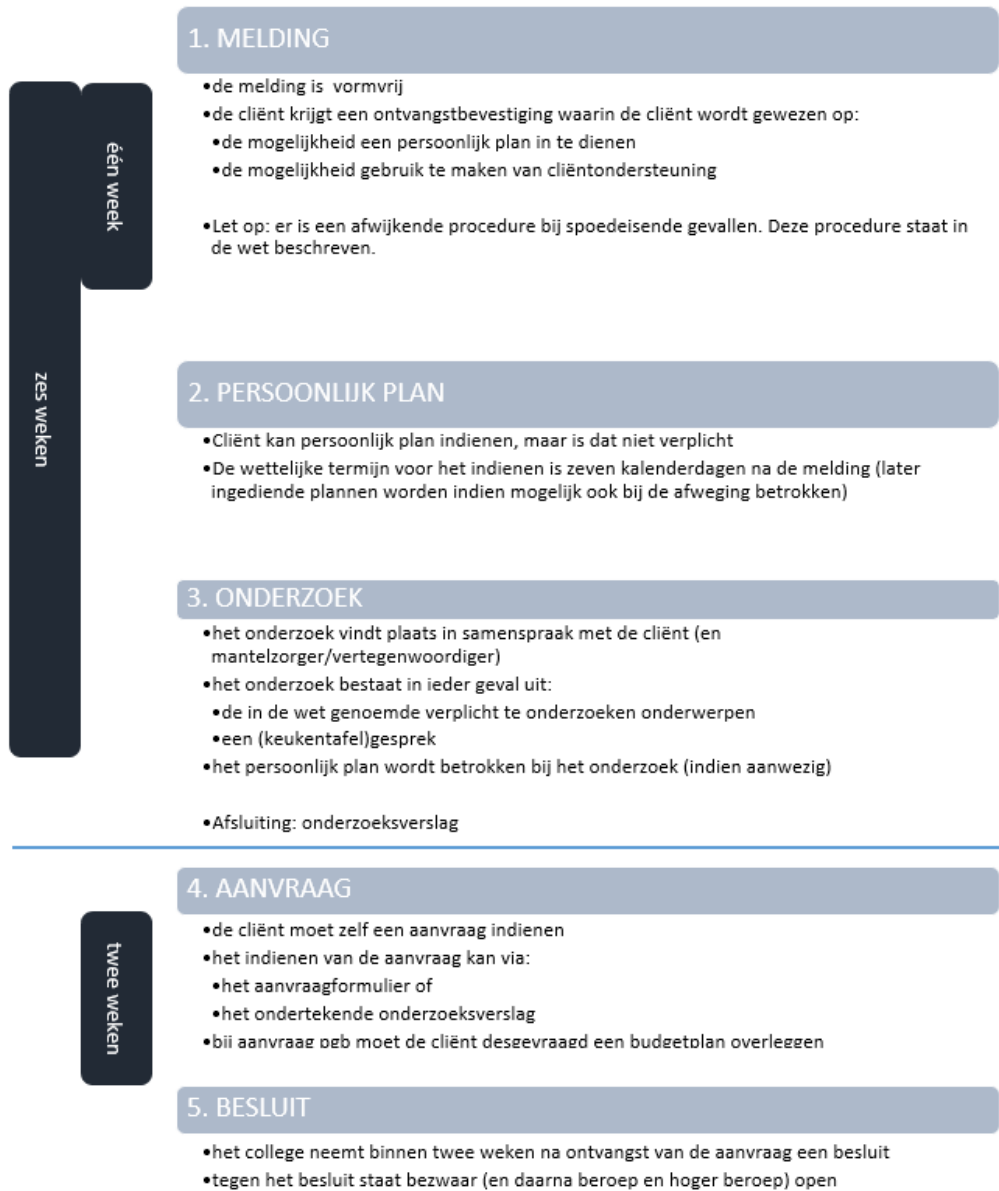 1. MELDING
•de melding is vormvrij
•de cliënt krijgt een ontvangstbevestiging waarin de cliënt wordt gewezen op:
•de mogelijkheid een persoonlijk plan in te dienen
•de mogelijkheid gebruik te maken van cliëntondersteuning
•Let op: er is een afwijkende procedure bij spoedeisende gevallen. Deze procedure staat in
de wet beschreven.
één week
zes weken
2. PERSOONLIJK PLAN
•Cliënt kan persoonlijk plan indienen, maar is dat niet verplicht
•De wettelijke termijn voor het indienen is zeven kalenderdagen na de melding (later
ingediende plannen worden indien mogelijk ook bij de afweging betrokken)
3. ONDERZOEK
•het onderzoek vindt plaats in samenspraak met de cliënt (en
mantelzorger/vertegenwoordiger)
•het onderzoek bestaat in ieder geval uit:
•de in de wet genoemde verplicht te onderzoeken onderwerpen
•een (keukentafel)gesprek
•het persoonlijk plan wordt betrokken bij het onderzoek (indien aanwezig)
•Afsluiting: onderzoeksverslag
4. AANVRAAG
•de cliënt moet zelf een aanvraag indienen
•het indienen van de aanvraag kan via:
•het aanvraagformulier of
•het ondertekende onderzoeksverslag
•bij aanvraag pgb moet de cliënt desgevraagd een budgetplan overleggen
twee weken
5. BESLUIT
•het college neemt binnen twee weken na ontvangst van de aanvraag een besluit
•tegen het besluit staat bezwaar (en daarna beroep en hoger beroep) open